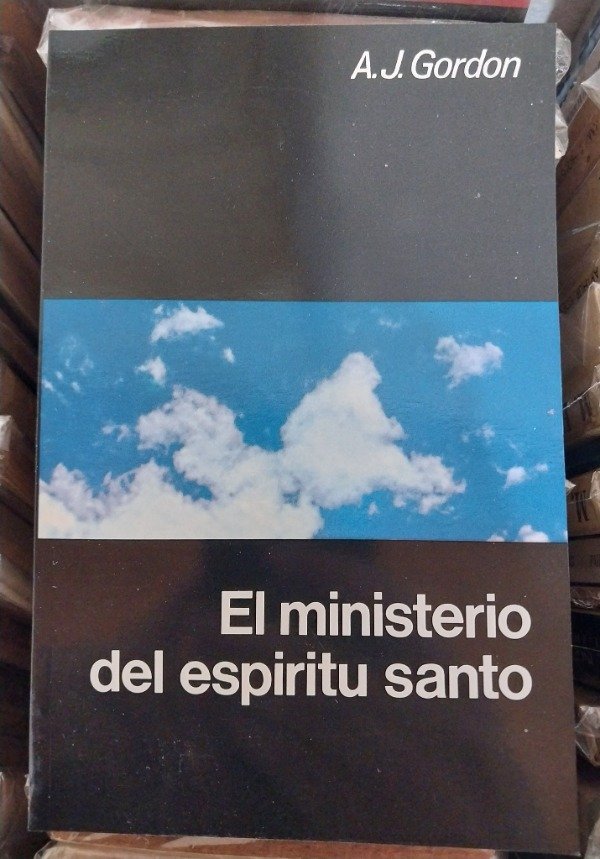 A.J. Gordon
El ministerio
del espiritu santo